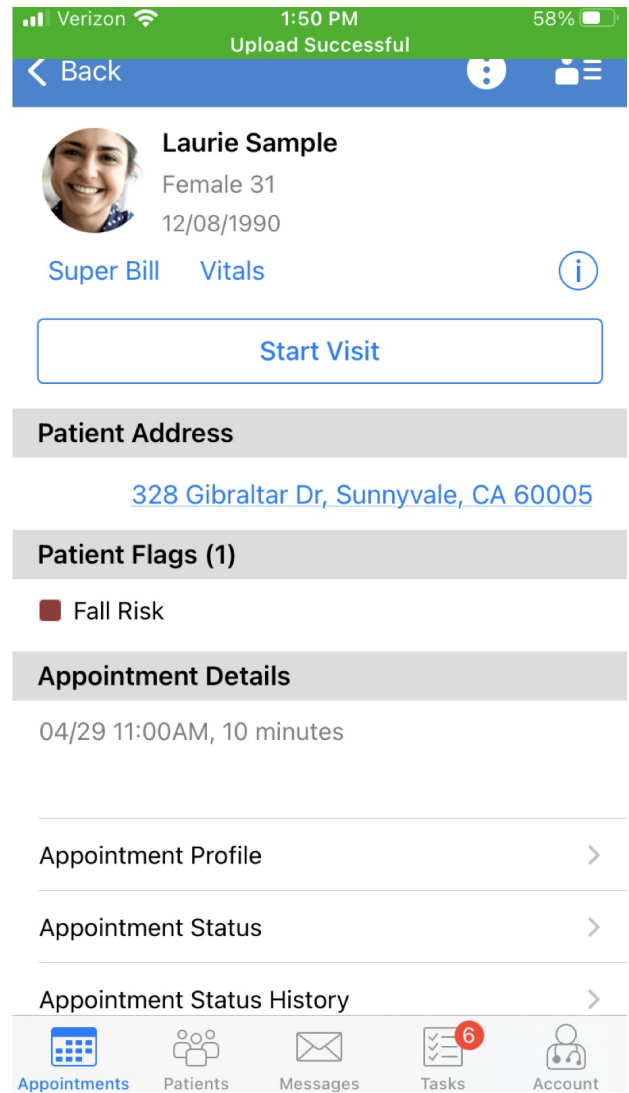 Verizon 1:50 PM 58%
Upload Successful
Back
Laurie Sample
Female 31
12/08/1990
Super Bill Vitals
i
Start Visit
Patient Address
328 Gibraltar Dr, Sunnyvale, CA 60005
Patient Flags (1)
Fall Risk
Appointment Details
04/29 11:00AM, 10 minutes
Appointment Profile
Appointment Status
Appointment Status History
6
Appointments Patients Messages Tasks Account